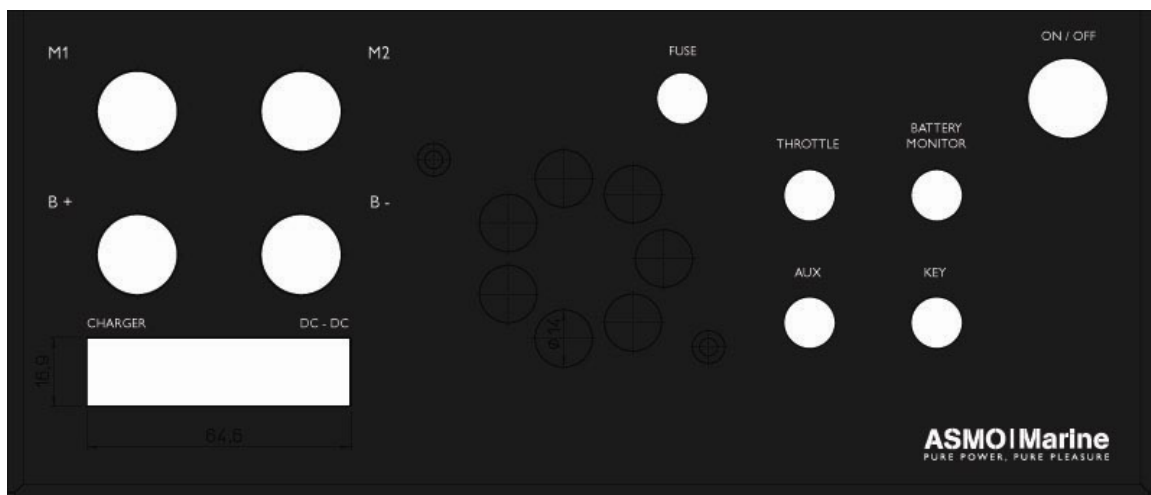 M1
M2
FUSE
ON / OFF
THROTTLE
BATTERY
MONITOR
B +
B -
AUX
KEY
CHARGER
DC - DC
16,9
64,6
ø14
ASMO|Marine
PURE POWER, PURE PLEASURE